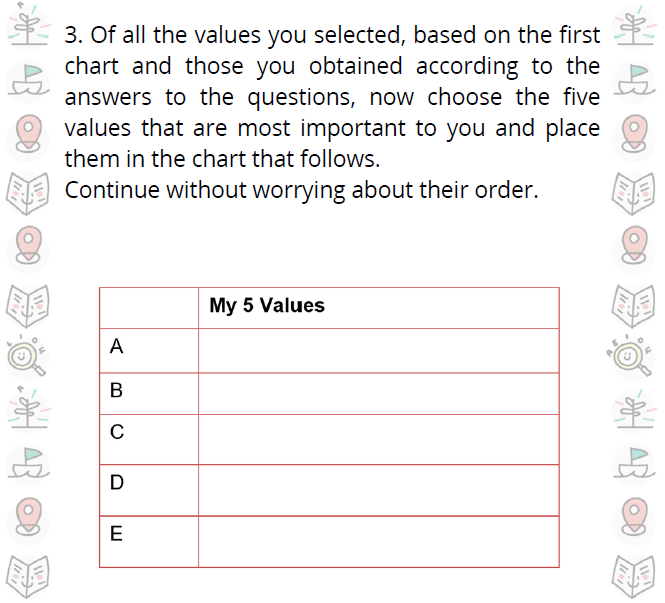 3. Of all the values you selected, based on the first
chart and those you obtained according to the
answers to the questions, now choose the five
values that are most important to you and place
them in the chart that follows.
Continue without worrying about their order.
My 5 Values
A
B
C
D
E